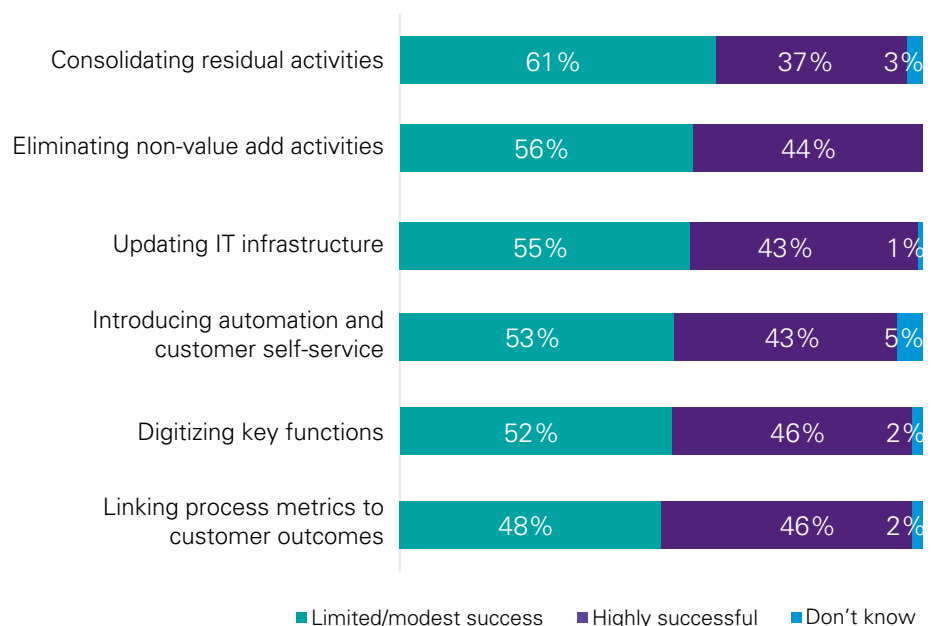 Consolidating residual activities
61%
37%
3%
Eliminating non-value add activities
56%
44%
Updating IT infrastructure
55%
43%
1%
Introducing automation and
customer self-service
53%
43%
5%
Digitizing key functions
52%
46%
2%
Linking process metrics to
customer outcomes
48%
46%
2%
Limited/modest success
Highly successful
Don't know